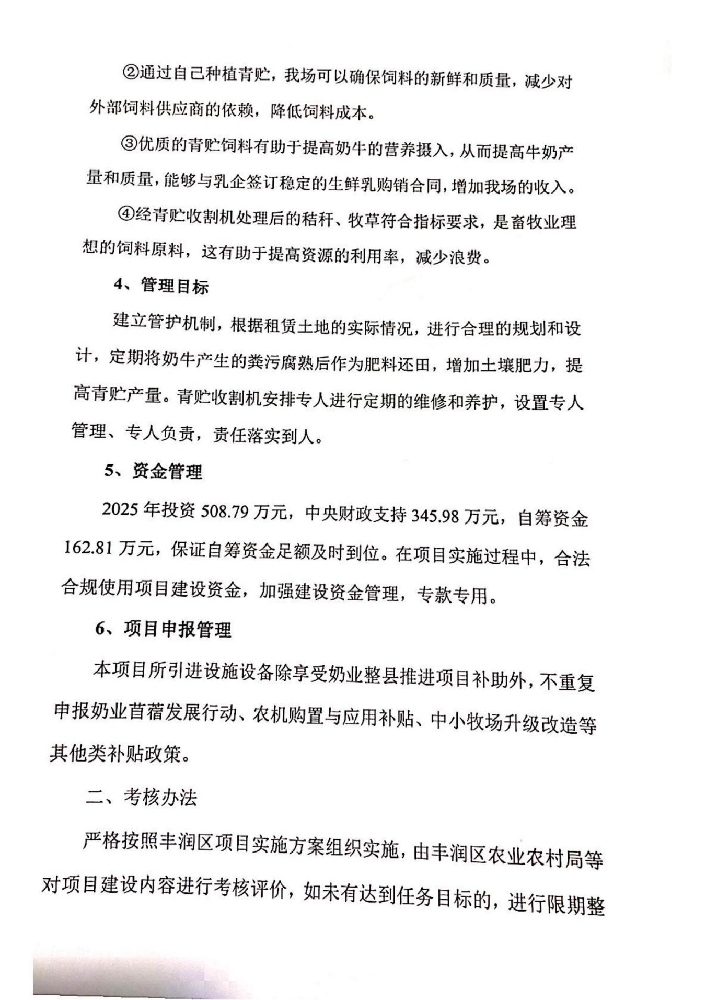 ②通过自己种植青贮，我场可以确保饲料的新鲜和质量，减少对
外部饲料供应商的依赖，降低饲料成本。
③优质的青贮饲料有助于提高奶牛的营养摄入，从而提高牛奶产
量和质量，能够与乳企签订稳定的生鲜乳购销合同，增加我场的收入。
④经青贮收割机处理后的秸秆、牧草符合指标要求，是畜牧业理
想的饲料原料，这有助于提高资源的利用率，减少浪费。
4、管理目标
建立管护机制，根据租赁土地的实际情况，进行合理的规划和设
计，定期将奶牛产生的粪污腐熟后作为肥料还田，增加土壤肥力，提
高青贮产量。青贮收割机安排专人进行定期的维修和养护，设置专人
管理、专人负责，责任落实到人。
5、资金管理
2025 年投资 508.79 万元，中央财政支持 345.98 万元，自筹资金
162.81 万元，保证自筹资金足额及时到位。在项目实施过程中，合法
合规使用项目建设资金，加强建设资金管理，专款专用。
6、项目申报管理
本项目所引进设施设备除享受奶业整县推进项目补助外，不重复
申报奶业苜蓿发展行动、农机购置与应用补贴、中小牧场升级改造等
其他类补贴政策。
二、考核办法
严格按照丰润区项目实施方案组织实施，由丰润区农业农村局等
对项目建设内容进行考核评价，如未有达到任务目标的，进行限期整